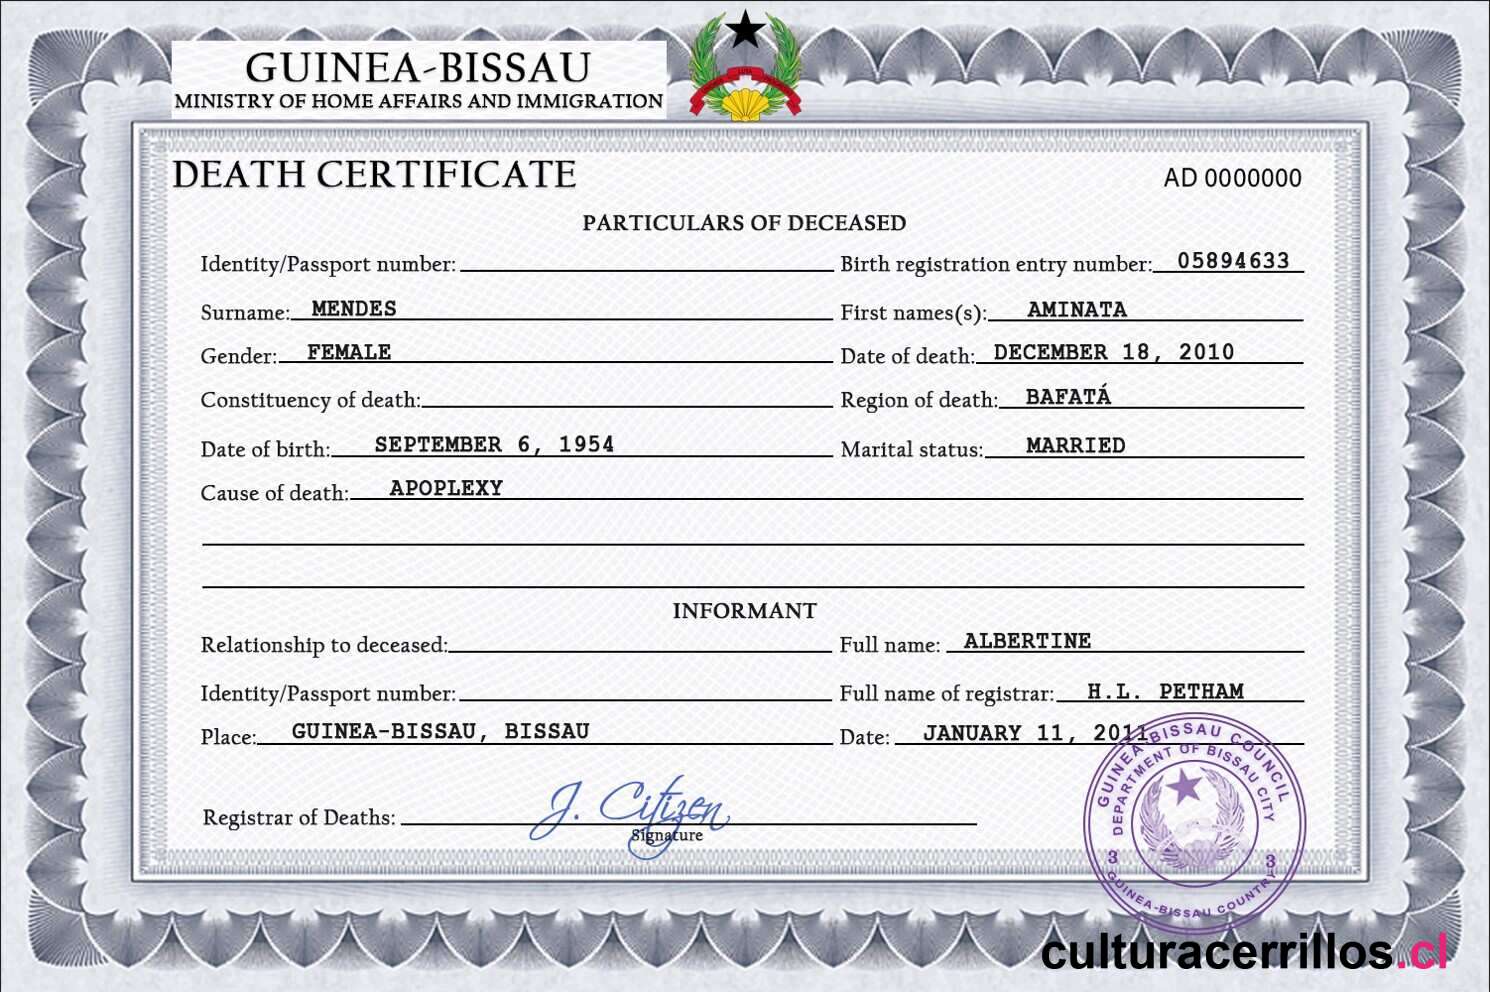 GUINEA-BISSAU
MINISTRY OF HOME AFFAIRS AND IMMIGRATION
DEATH CERTIFICATE
AD 0000000
PARTICULARS OF DECEASED
Identity/Passport number: Birth registration entry number: 05894633
Surname: MENDES First names(s): AMINATA
Gender: FEMALE Date of death: DECEMBER 18, 2010
Constituency of death: Region of death: BAFATÁ
Date of birth: SEPTEMBER 6, 1954 Marital status: MARRIED
Cause of death: APOPLEXY
INFORMANT
Relationship to deceased: Full name: ALBERTINE
Identity/Passport number: Full name of registrar: H.L. PETHAM
Place: GUINEA-BISSAU, BISSAU Date: JANUARY 11, 2011
Registrar of Deaths: J. Citizen
Signature
GUINEA-BISSAU COUNCIL
DEPARTMENT OF BISSAU CITY
3 3
GUINEA-BISSAU COUNTRY
culturacerrillos.cl